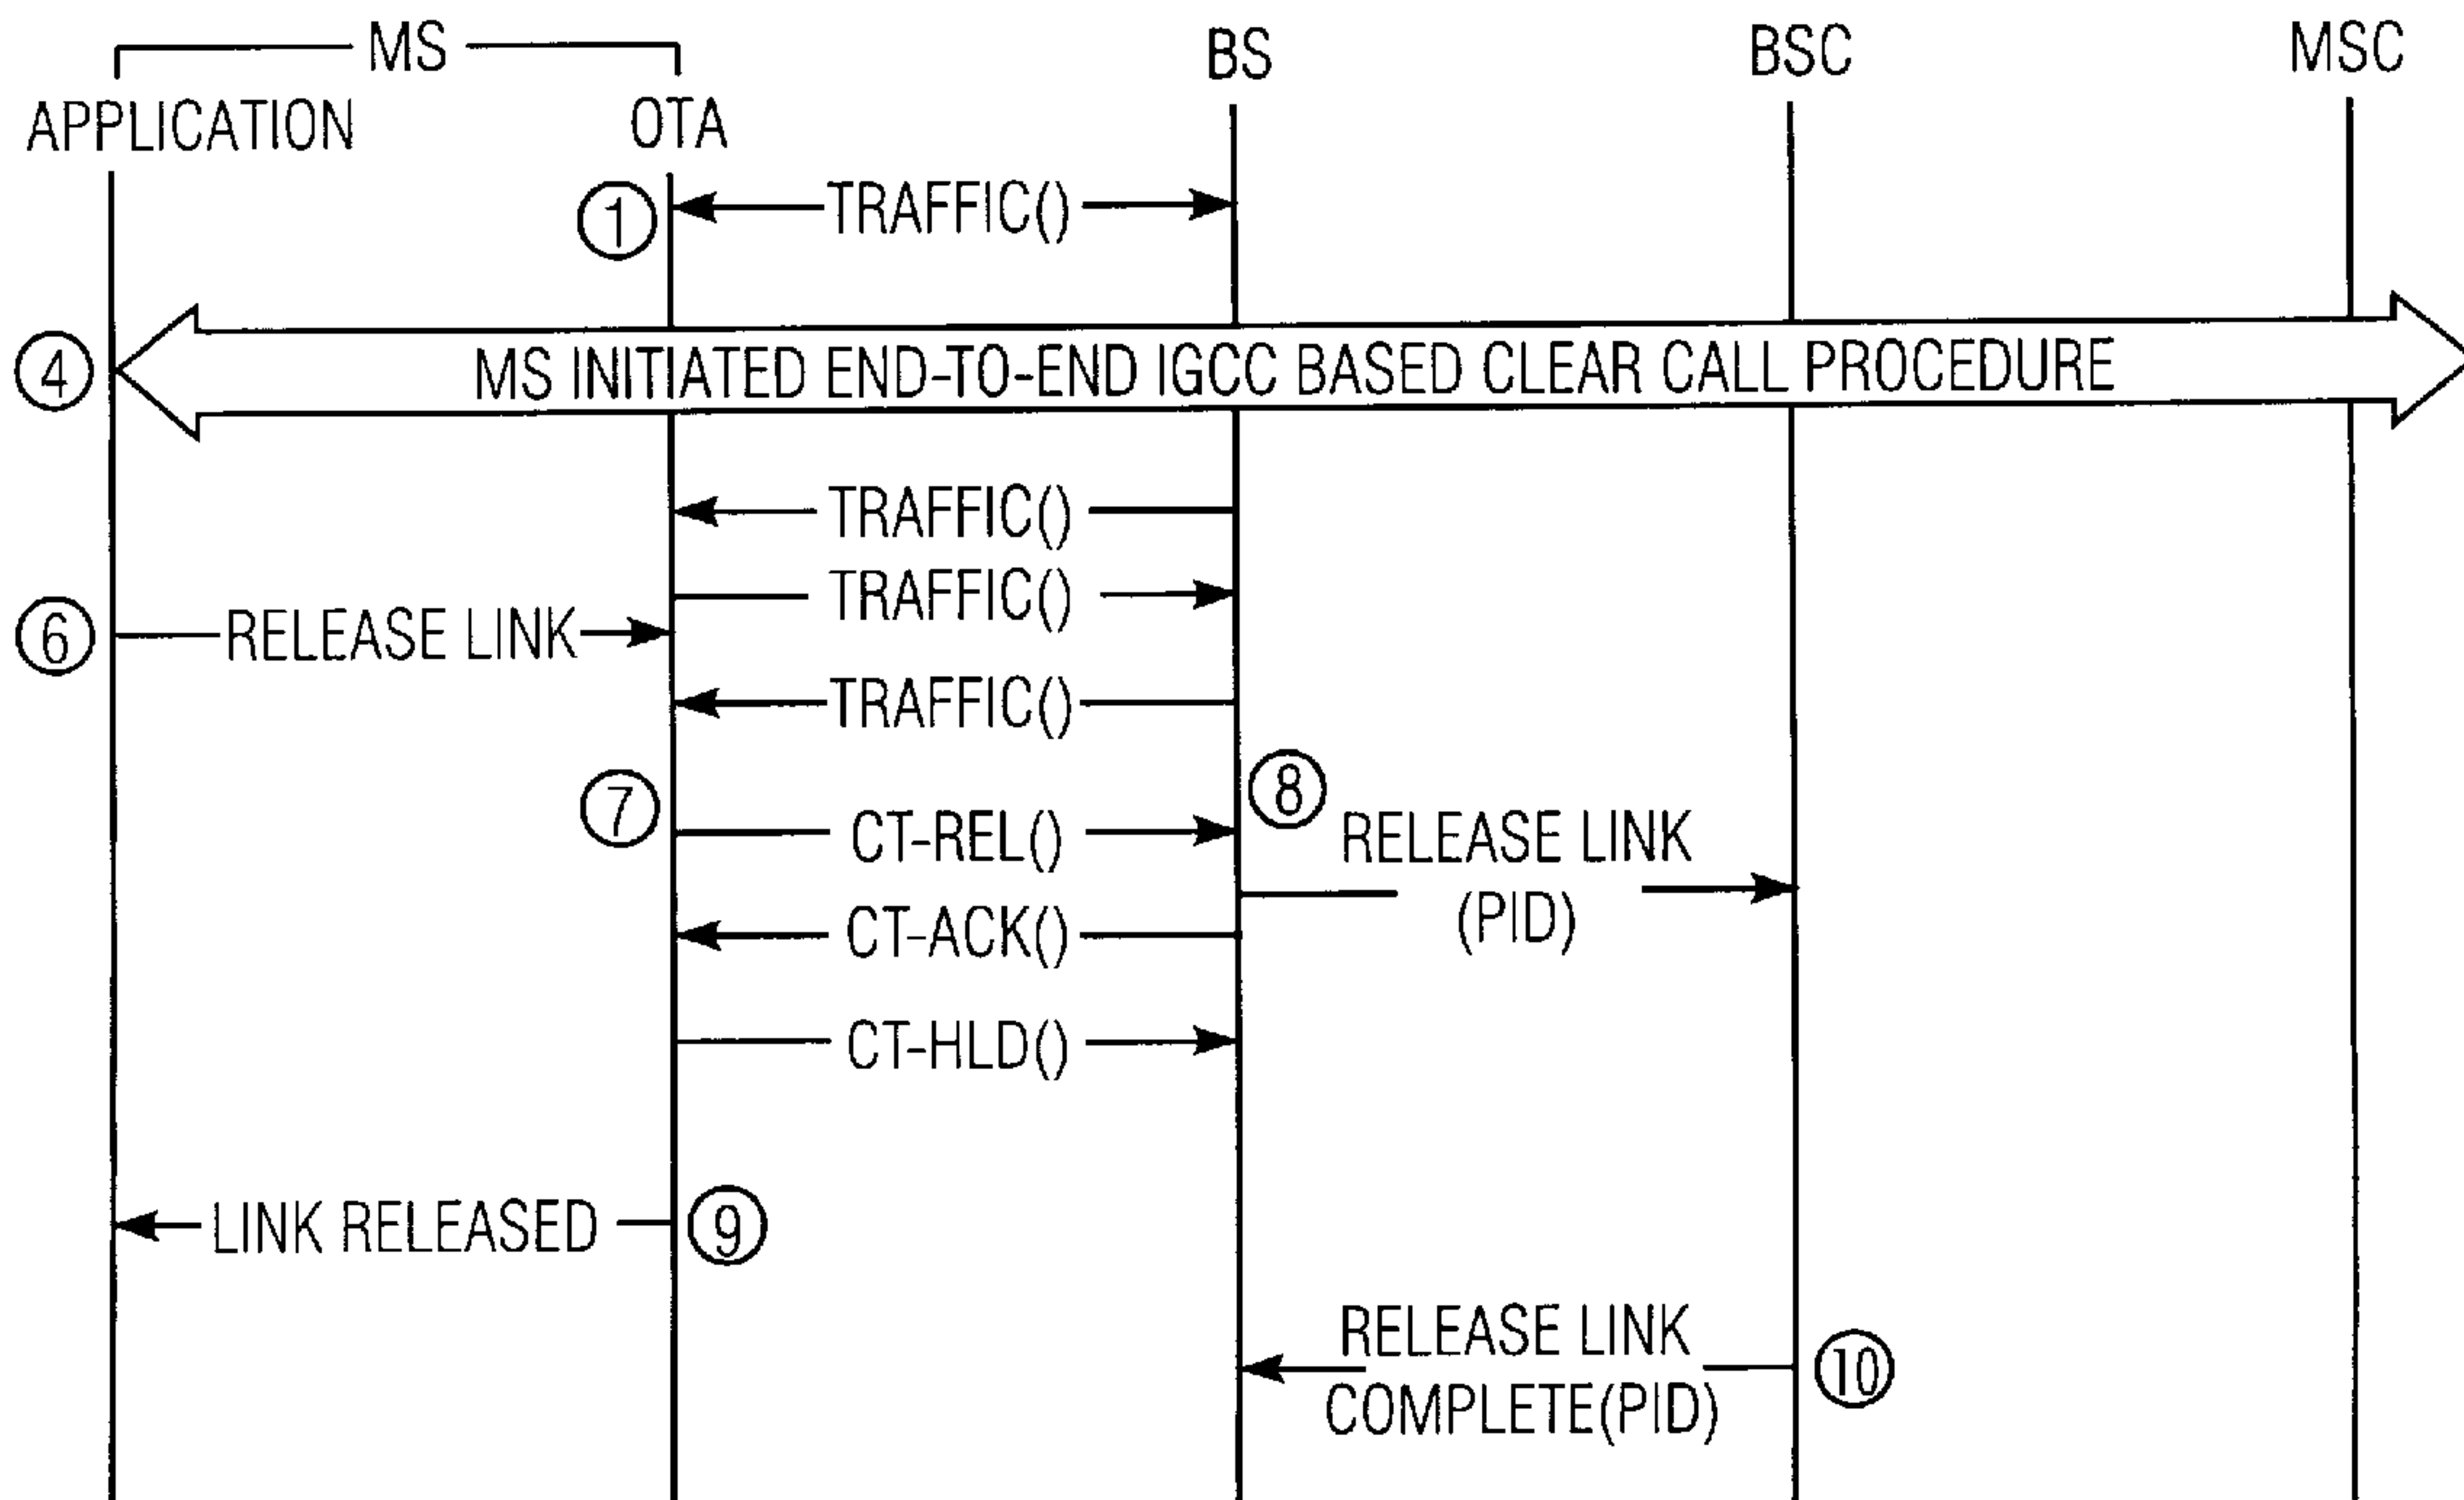 MS
BS
BSC
MSC
APPLICATION
OTA
1
TRAFFIC()
4
MS INITIATED END-TO-END IGCC BASED CLEAR CALL PROCEDURE
TRAFFIC()
TRAFFIC()
6
RELEASE LINK
TRAFFIC()
7
8
CT-REL()
RELEASE LINK
(PID)
CT-ACK()
CT-HLD()
LINK RELEASED
9
RELEASE LINK
COMPLETE(PID)
10